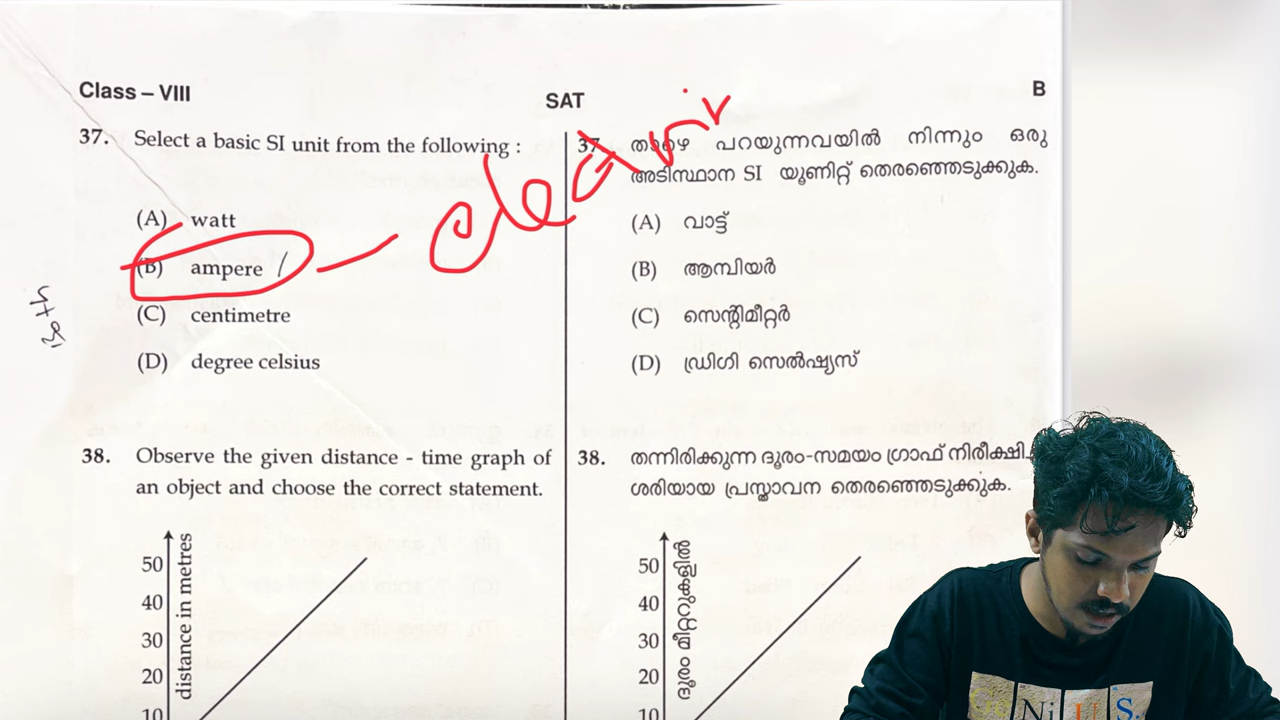 Class – VIII
SAT
B
37. Select a basic SI unit from the following :
(A) watt
(B) ampere
(C) centimetre
(D) degree celsius
38. Observe the given distance - time graph of
an object and choose the correct statement.
50
40
30
20
10
distance in metres
37. താഴെ പറയുന്നവയിൽ നിന്നും ഒരു
അടിസ്ഥാന SI യൂണിറ്റ് തെരഞ്ഞെടുക്കുക.
(A) വാട്ട്
(B) ആമ്പിയർ
(C) സെന്റിമീറ്റർ
(D) ഡ്രിഗി സെൽഷ്യസ്
38. തന്നിരിക്കുന്ന ദൂരം-സമയം ഗ്രാഫ് നിരീക്ഷി
ശരിയായ പ്രസ്താവന തെരഞ്ഞെടുക്കുക.
50
40
30
20
10
ദൂരം മീറ്ററുകളിൽ